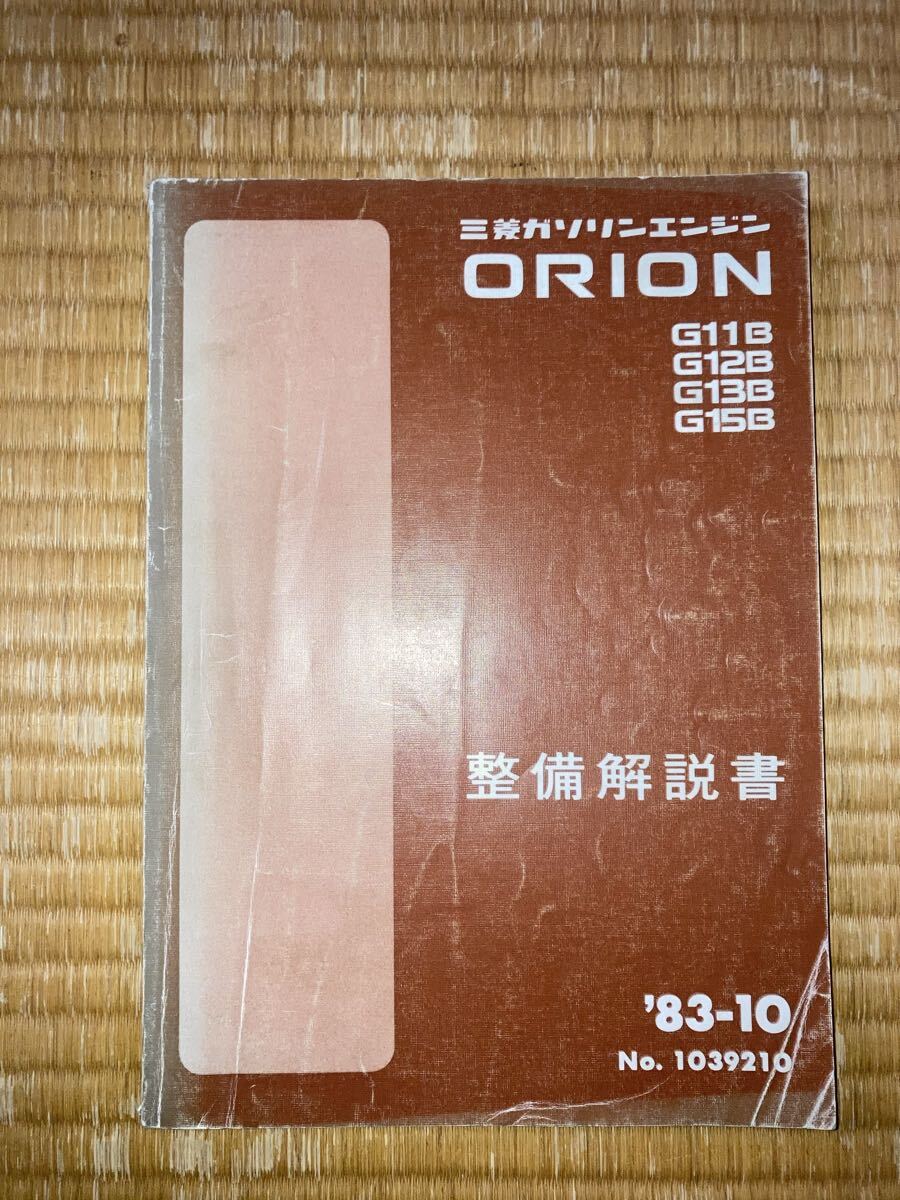 三菱ガソリンエンジン
ORION
G11B
G12B
G13B
G15B
整備解説書
'83-10
No. 1039210